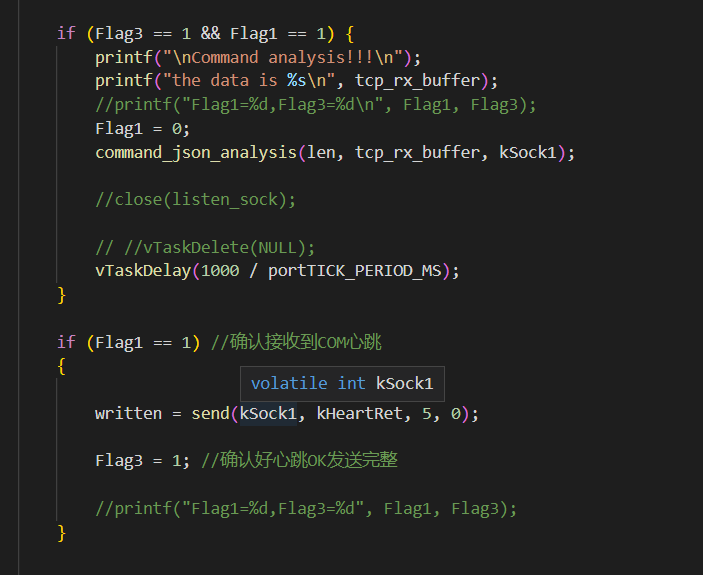 if (Flag3 == 1 && Flag1 == 1) {
printf("\nCommand analysis!!!\n");
printf("the data is %s\n", tcp_rx_buffer);
//printf("Flag1=%d,Flag3=%d\n", Flag1, Flag3);
Flag1 = 0;
command_json_analysis(len, tcp_rx_buffer, kSock1);
//close(listen_sock);
// //vTaskDelete(NULL);
vTaskDelay(1000 / portTICK_PERIOD_MS);
}
if (Flag1 == 1) //确认接收到COM心跳
{
volatile int kSock1
written = send(kSock1, kHeartRet, 5, 0);
Flag3 = 1; //确认好心跳OK发送完整
//printf("Flag1=%d,Flag3=%d", Flag1, Flag3);
}